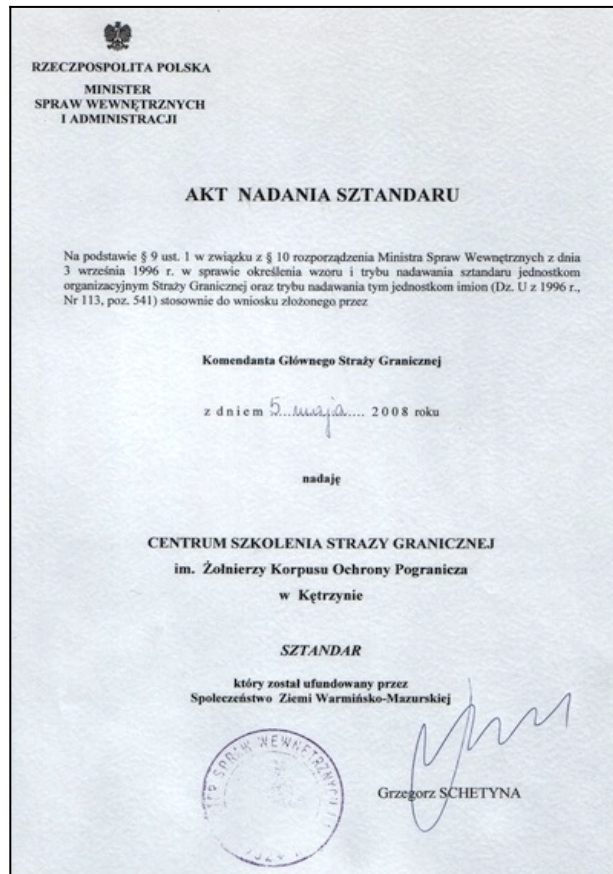 RZECZPOSPOLITA POLSKA
MINISTER
SPRAW WEWNĘTRZNYCH
I ADMINISTRACJI
AKT NADANIA SZTANDARU
Na podstawie § 9 ust. 1 w związku z § 10 rozporządzenia Ministra Spraw Wewnętrznych z dnia
3 września 1996 r. w sprawie określenia wzoru i trybu nadawania sztandaru jednostkom
organizacyjnym Straży Granicznej oraz trybu nadawania tym jednostkom imion (Dz. U z 1996 r.,
Nr 113, poz. 541) stosownie do wniosku złożonego przez
Komendanta Głównego Straży Granicznej
z dniem 5 maja 2008 roku
nadaję
CENTRUM SZKOLENIA STRAŻY GRANICZNEJ
im. Żołnierzy Korpusu Ochrony Pogranicza
w Kętrzynie
SZTANDAR
który został ufundowany przez
Społeczeństwo Ziemi Warmińsko-Mazurskiej
SPRAW WEWNĘTRZNYCH
Grzegorz SCHETYNA